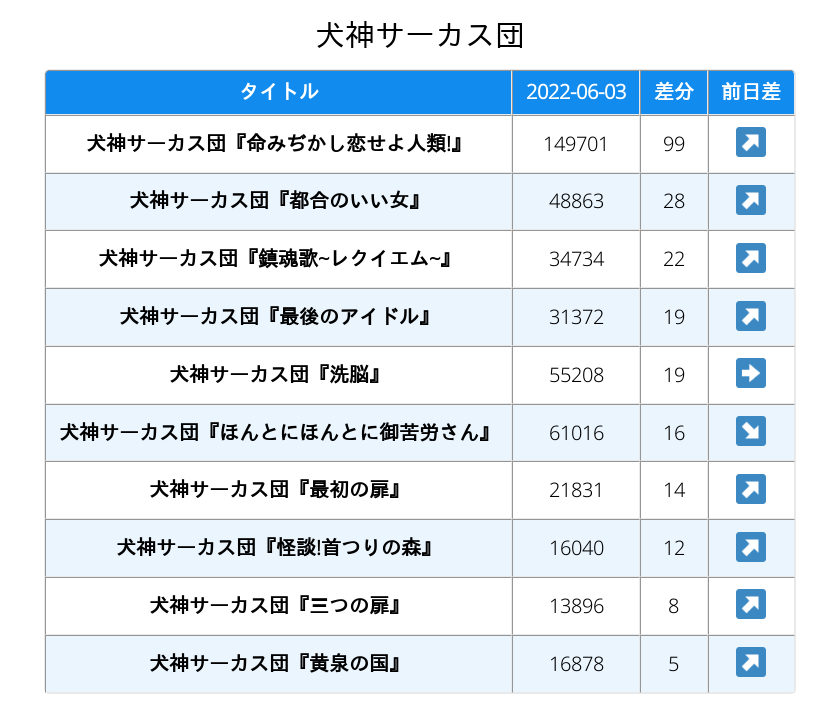 犬神サーカス団
タイトル 2022-06-03 差分 前日差
犬神サーカス団『命みぢかし恋せよ人類!』 149701 99 ↗
犬神サーカス団『都合のいい女』 48863 28 ↗
犬神サーカス団『鎮魂歌~レクイエム~』 34734 22 ↗
犬神サーカス団『最後のアイドル』 31372 19 ↗
犬神サーカス団『洗脳』 55208 19 ➡
犬神サーカス団『ほんとにほんとに御苦労さん』 61016 16 ↘
犬神サーカス団『最初の扉』 21831 14 ↗
犬神サーカス団『怪談!首つりの森』 16040 12 ↗
犬神サーカス団『三つの扉』 13896 8 ↗
犬神サーカス団『黄泉の国』 16878 5 ↗